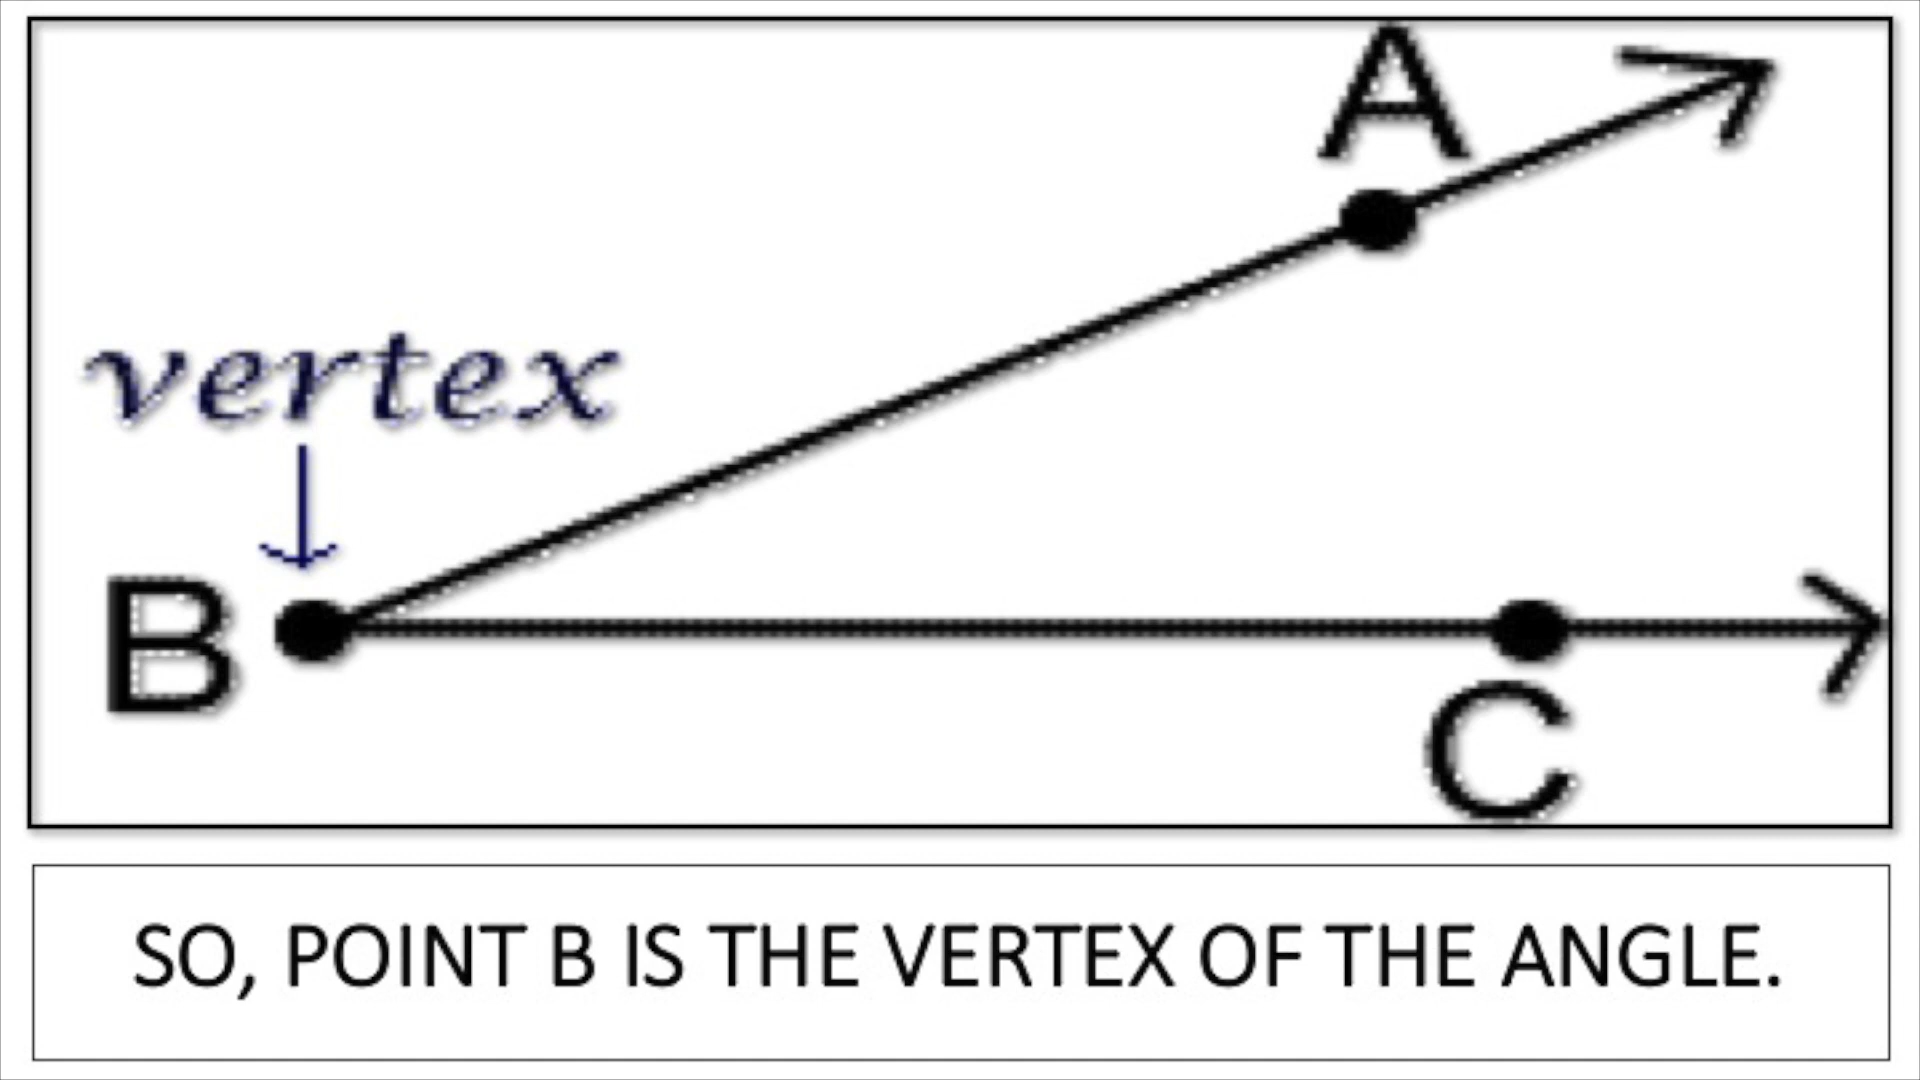 A
vertex
B
C
SO, POINT B IS THE VERTEX OF THE ANGLE.